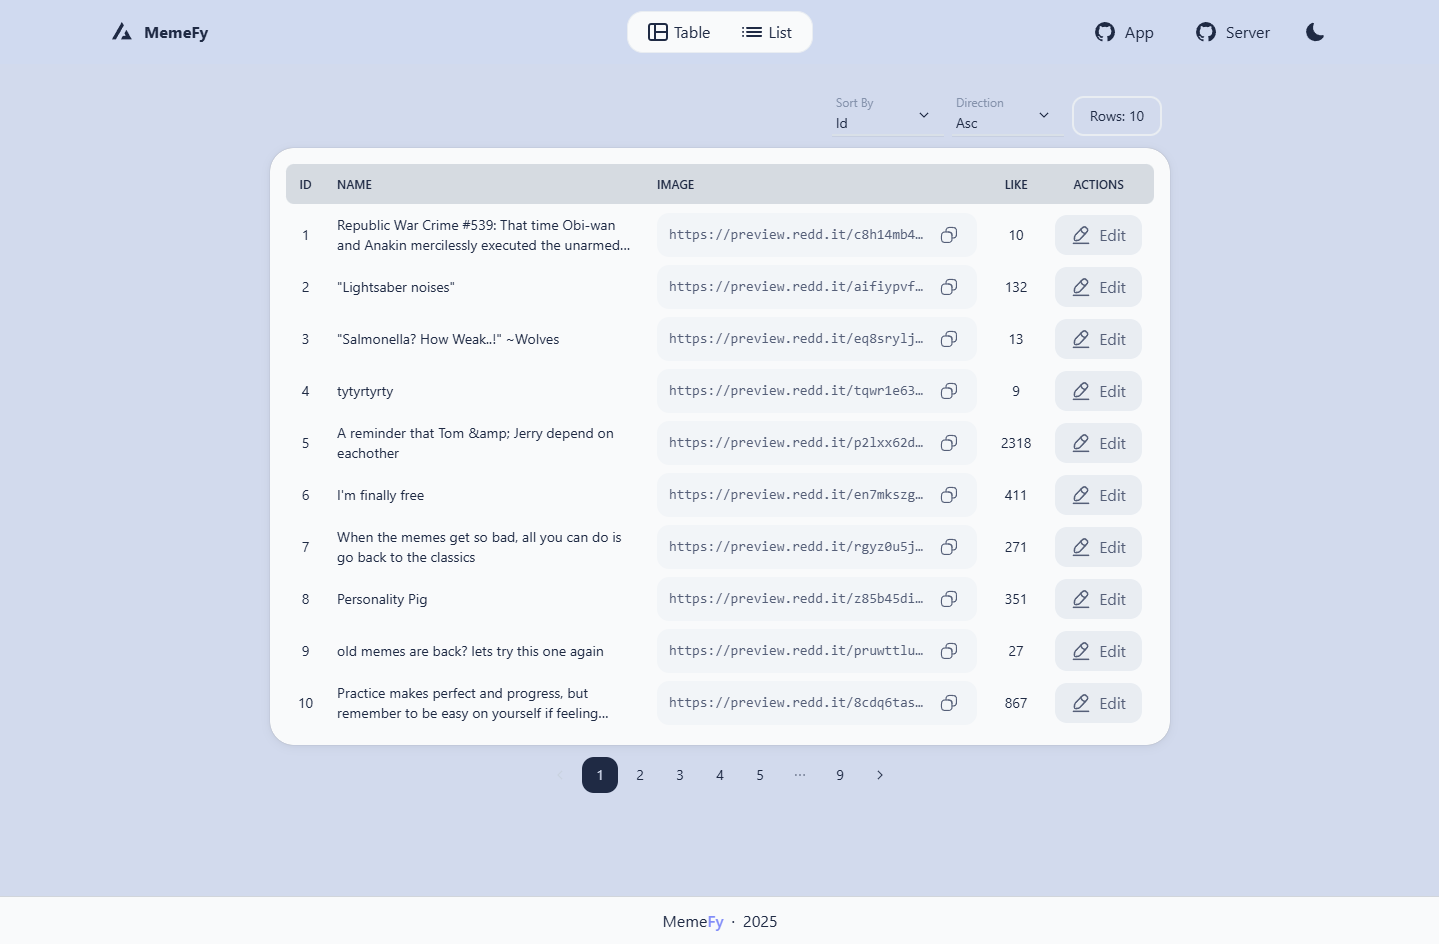 MemeFy
Table
List
App
Server
Sort By
Id
Direction
Asc
Rows: 10
ID NAME IMAGE LIKE ACTIONS
1 Republic War Crime #539: That time Obi-wan
and Anakin mercilessly executed the unarmed... https://preview.redd.it/c8h14mb4… 10 Edit
2 "Lightsaber noises" https://preview.redd.it/aifiypvf… 132 Edit
3 "Salmonella? How Weak..!" ~Wolves https://preview.redd.it/eq8srylj… 13 Edit
4 tytyrtyrty https://preview.redd.it/tqwr1e63… 9 Edit
5 A reminder that Tom &amp; Jerry depend on
eachother https://preview.redd.it/p2lxx62d… 2318 Edit
6 I'm finally free https://preview.redd.it/en7mkszg… 411 Edit
7 When the memes get so bad, all you can do is
go back to the classics https://preview.redd.it/rgyz0u5j… 271 Edit
8 Personality Pig https://preview.redd.it/z85b45di… 351 Edit
9 old memes are back? lets try this one again https://preview.redd.it/pruwttlu… 27 Edit
10 Practice makes perfect and progress, but
remember to be easy on yourself if feeling... https://preview.redd.it/8cdq6tas… 867 Edit
1 2 3 4 5 ... 9
MemeFy · 2025